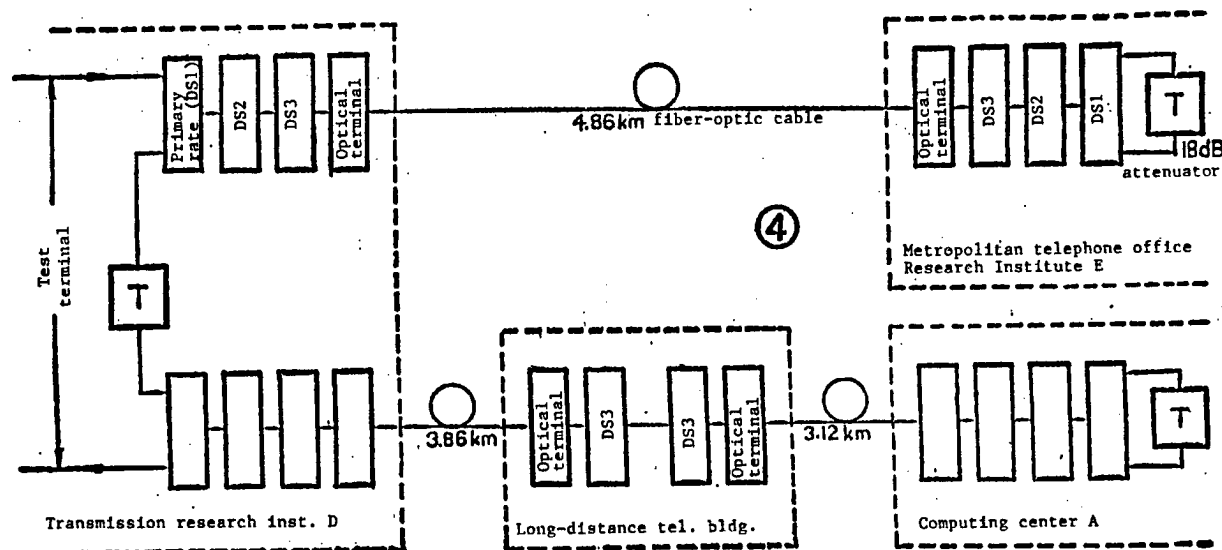 Primary
rate (DS1)
DS2
DS3
Optical
terminal
4.86km fiber-optic cable
Optical
terminal
DS3
DS2
DS1
T
18dB
attenuator
④
Metropolitan telephone office
Research Institute E
Test
terminal
T
3.86km
Optical
terminal
DS3
DS3
Optical
terminal
3.12km
T
Transmission research inst. D
Long-distance tel. bldg.
Computing center A